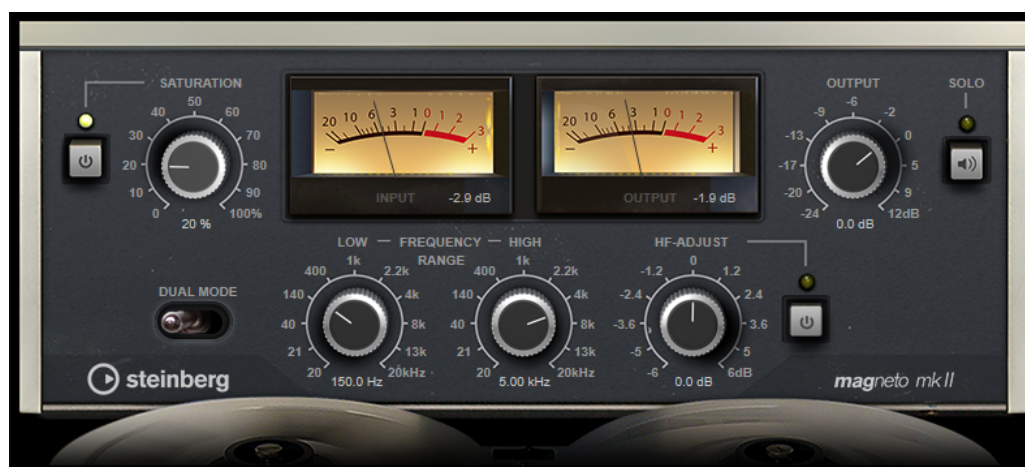 SATURATION
0 10 20 30 40 50 60 70 80 90 100%
20 %
20 10 6 3 1 0 1 2 3
- +
INPUT -2.9 dB
20 10 6 3 1 0 1 2 3
- +
OUTPUT -1.9 dB
OUTPUT
-24 -20 -17 -13 -9 -6 -2 0 5 9 12dB
0.0 dB
SOLO
DUAL MODE
LOW FREQUENCY HIGH
RANGE
20 21 40 140 400 1k 2.2k 4k 8k 13k 20kHz
150.0 Hz
20 21 40 140 400 1k 2.2k 4k 8k 13k 20kHz
5.00 kHz
HF-ADJUST
-6 -5 -3.6 -2.4 -1.2 0 1.2 2.4 3.6 5 6dB
0.0 dB
steinberg
magneto mk II